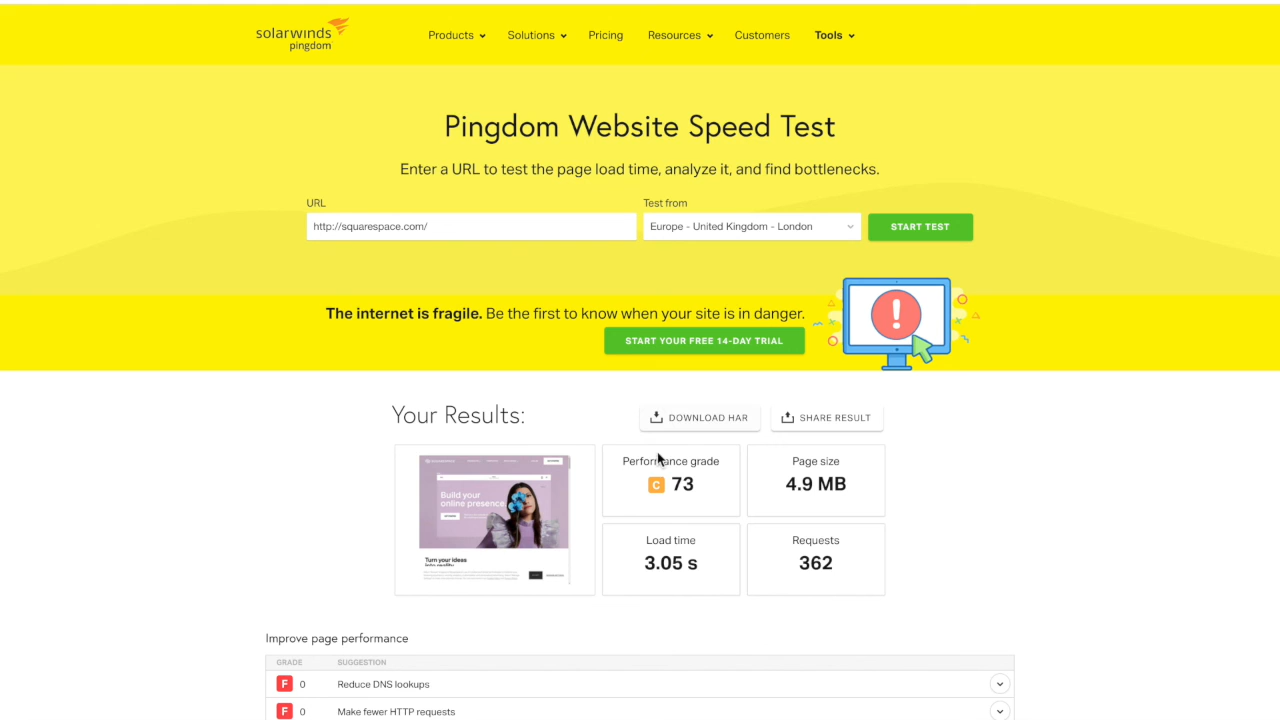 solarwinds
pingdom
Products
Solutions
Pricing
Resources
Customers
Tools
Pingdom Website Speed Test
Enter a URL to test the page load time, analyze it, and find bottlenecks.
URL
Test from
http://squarespace.com/
Europe - United Kingdom - London
START TEST
The internet is fragile. Be the first to know when your site is in danger.
START YOUR FREE 14-DAY TRIAL
Your Results:
DOWNLOAD HAR
SHARE RESULT
Build your
online presence
Turn your ideas
Performance grade
C 73
Page size
4.9 MB
Load time
3.05 s
Requests
362
Improve page performance
GRADE SUGGESTION
F 0 Reduce DNS lookups
F 0 Make fewer HTTP requests